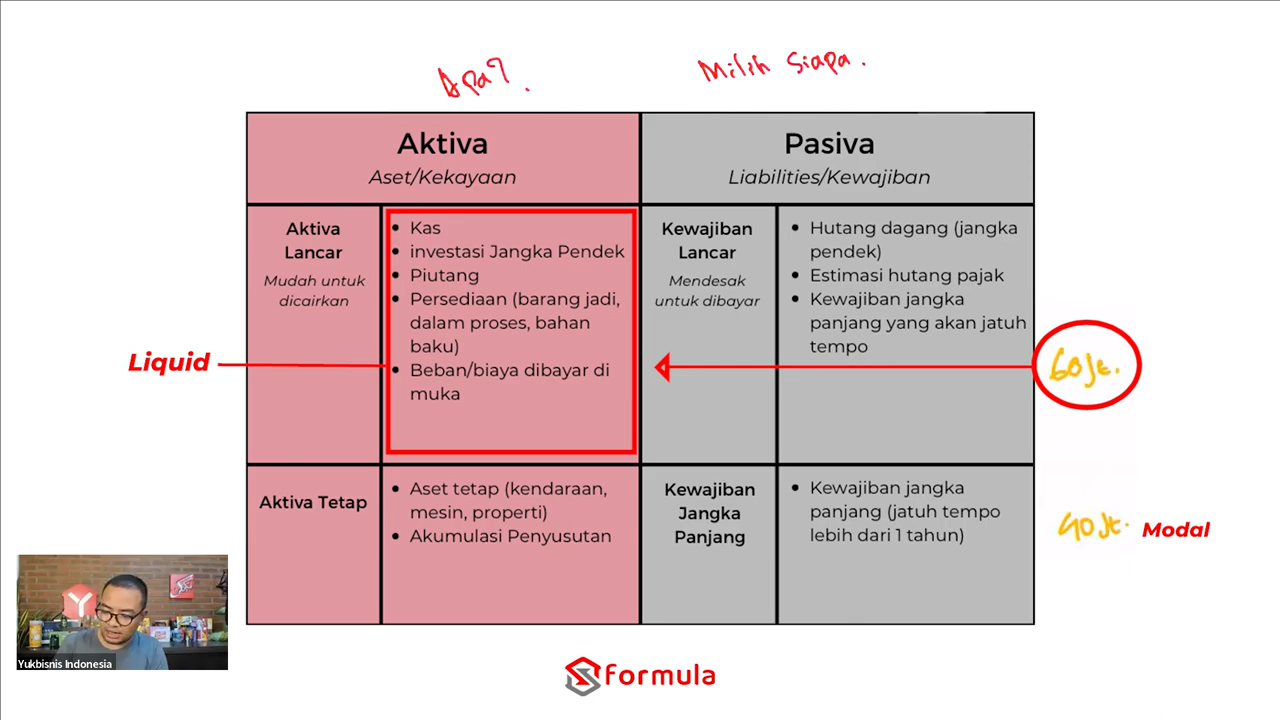 Apa?
Milik Siapa.
Aktiva
Aset/Kekayaan
Pasiva
Liabilities/Kewajiban
Aktiva
Lancar
Mudah untuk
dicairkan
• Kas
• investasi Jangka Pendek
• Piutang
• Persediaan (barang jadi,
dalam proses, bahan
baku)
• Beban/biaya dibayar di
muka
Kewajiban
Lancar
Mendesak
untuk dibayar
• Hutang dagang (jangka
pendek)
• Estimasi hutang pajak
• Kewajiban jangka
panjang yang akan jatuh
tempo
Liquid
60 Jt.
Aktiva Tetap
• Aset tetap (kendaraan,
mesin, properti)
• Akumulasi Penyusutan
Kewajiban
Jangka
Panjang
• Kewajiban jangka
panjang (jatuh tempo
lebih dari 1 tahun)
40 Jt.
Modal
Y
Yukbisnis Indonesia
formula